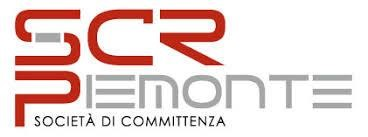 SCR
PIEMONTE
SOCIETÀ DI COMMITTENZA